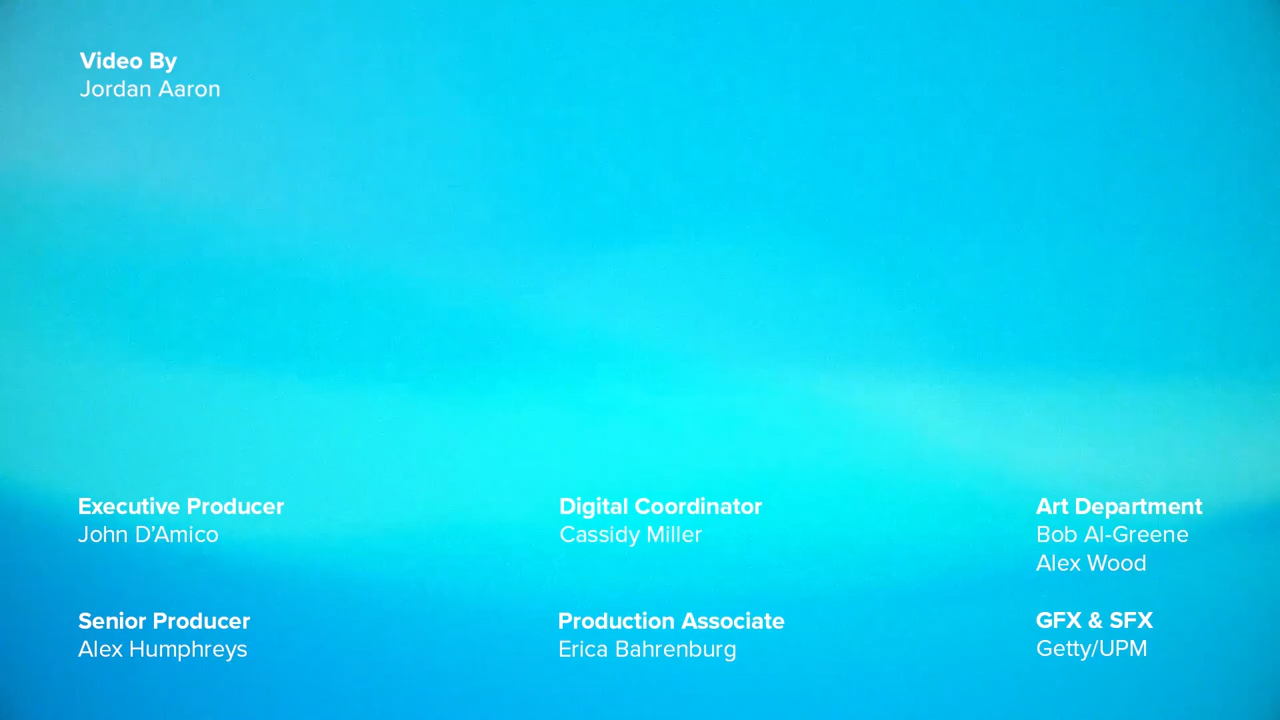 Video By
Jordan Aaron
Executive Producer
John D’Amico
Digital Coordinator
Cassidy Miller
Art Department
Bob Al-Greene
Alex Wood
Senior Producer
Alex Humphreys
Production Associate
Erica Bahrenburg
GFX & SFX
Getty/UPM